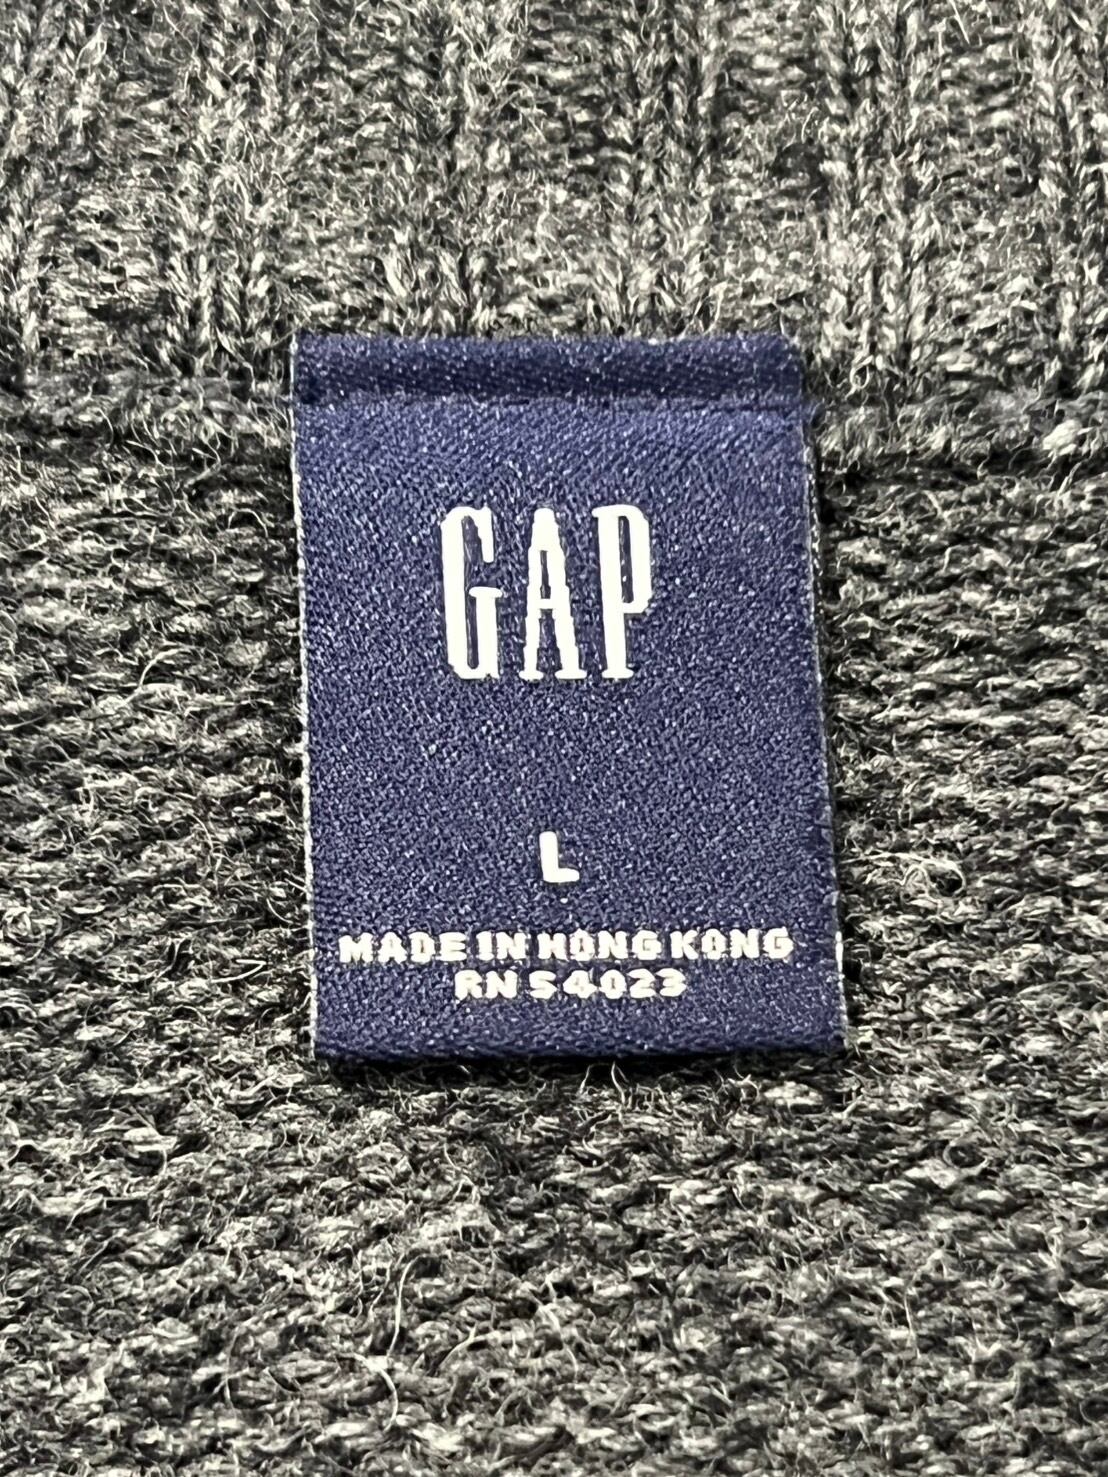 GAP
L
MADE IN HONG KONG
RN 54023